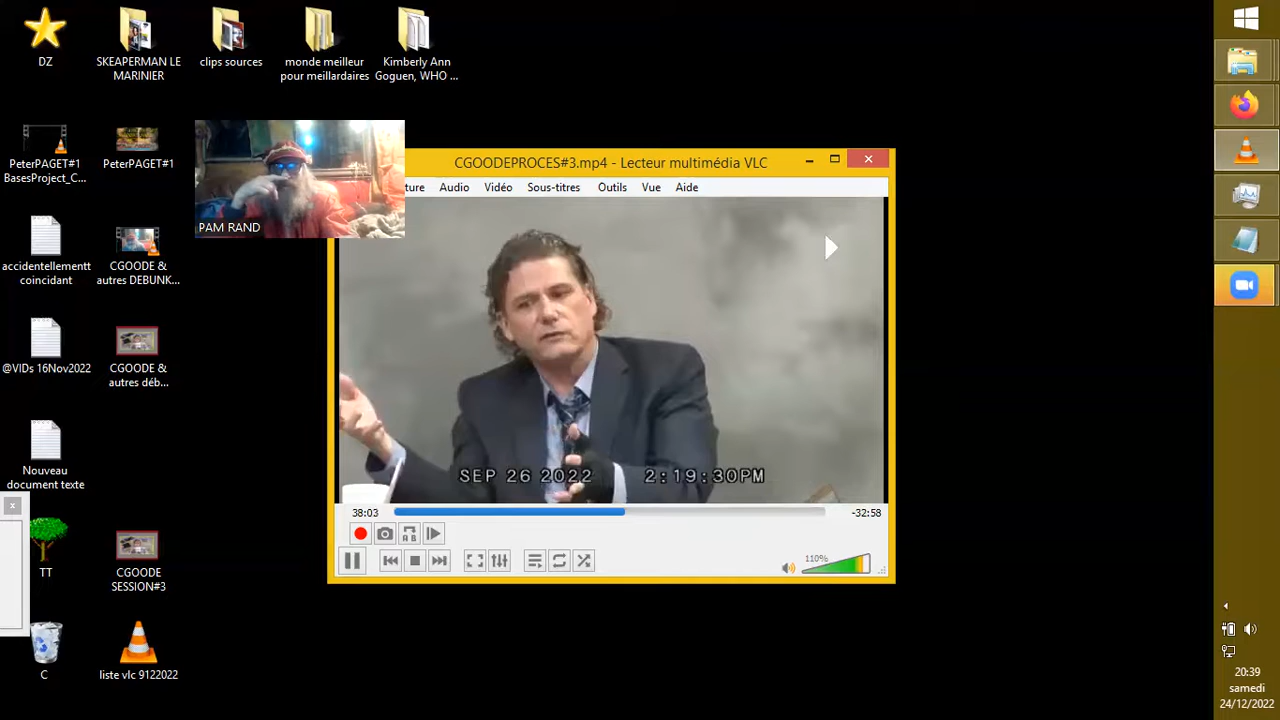 DZ
SKEAPERMAN LE
MARINIER
clips sources
monde meilleur
pour meillardaires
Kimberly Ann
Goguen, WHO ...
PeterPAGET#1
BasesProject_C...
PeterPAGET#1
PAM RAND
CGOODEPROCES#3.mp4 - Lecteur multimédia VLC
ture Audio Vidéo Sous-titres Outils Vue Aide
accidentellementt
coincidant
CGOODE &
autres DEBUNK...
@VIDs 16Nov2022
CGOODE &
autres déb...
Nouveau
document texte
SEP 26 2022 2:19:30PM
38:03
-32:58
110%
x
TT
CGOODE
SESSION#3
C
liste vlc 9122022
20:39
samedi
24/12/2022